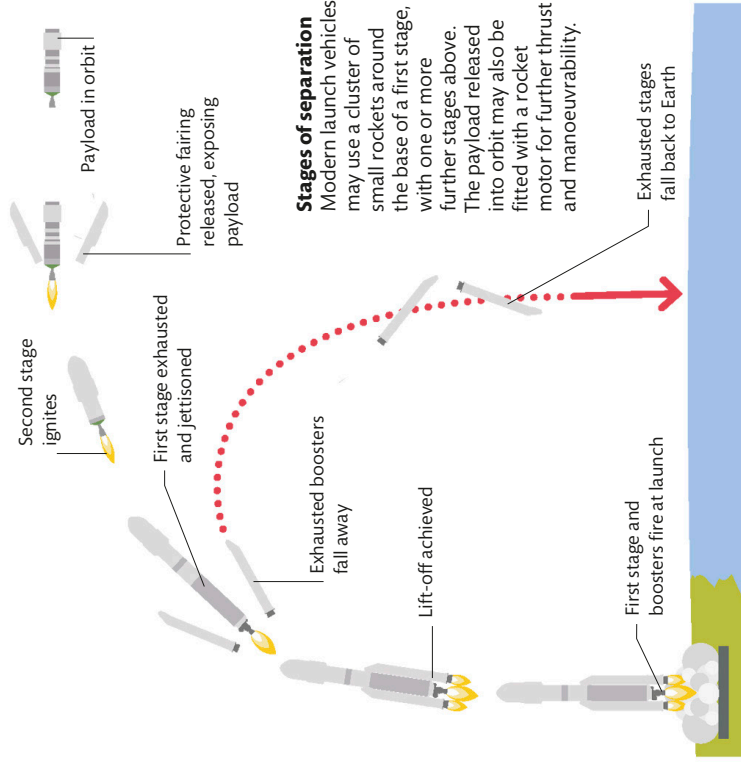 Payload in orbit
Protective fairing
released, exposing
payload
Second stage
ignites
First stage exhausted
and jettisoned
Exhausted boosters
fall away
Lift-off achieved
First stage and
boosters fire at launch
Stages of separation
Modern launch vehicles
may use a cluster of
small rockets around
the base of a first stage,
with one or more
further stages above.
The payload released
into orbit may also be
fitted with a rocket
motor for further thrust
and manoeuvrability.
Exhausted stages
fall back to Earth